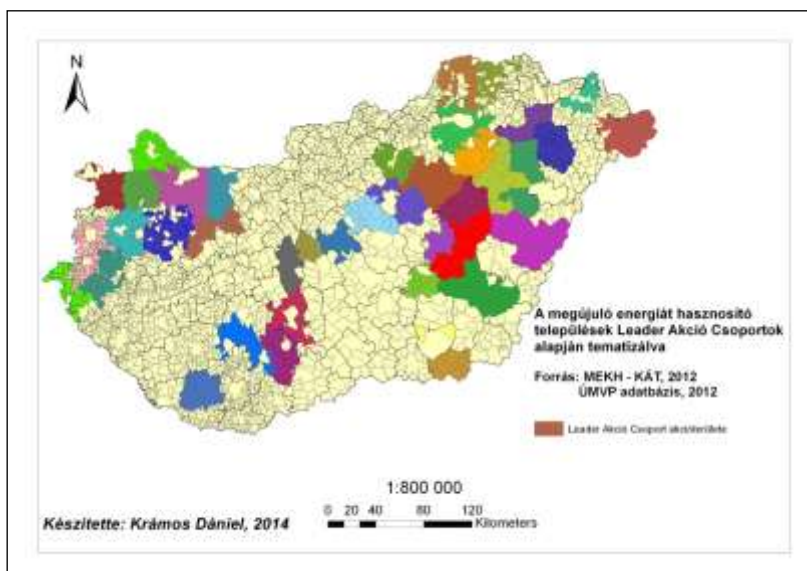 N
A megújuló energiát hasznosító
települések Leader Akció Csoportok
alapján tematizálva
Forrás: MEKH - KÁT, 2012
ÚMVP adatbázis, 2012
Leader Akció Csoport akcióterülete
1:800 000
0 20 40 80 120
Kilometers
Készítette: Krámos Dániel, 2014